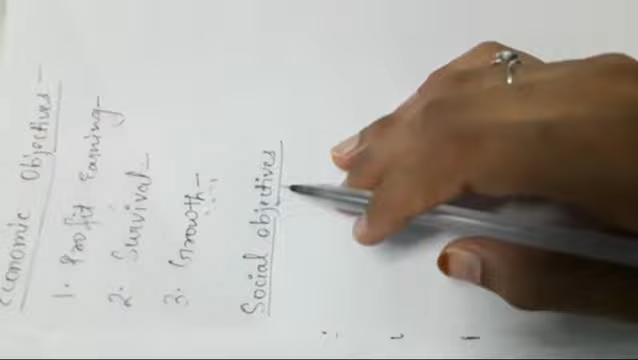 Economic Objectives -
1. Profit Earning -
2. Survival -
3. Growth -
Social objectives